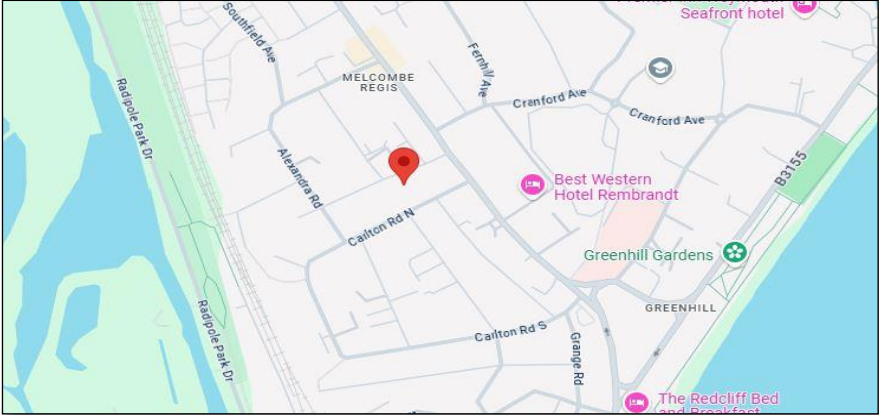 Seafront hotel
Southfield Ave
MELCOMBE
REGIS
Fernhill Ave
Cranford Ave
Cranford Ave
Radipole Park Dr
B3155
Alexandra Rd
Best Western
Hotel Rembrandt
Carlton Rd N
Greenhill Gardens
GREENHILL
Radipole Park Dr
Carlton Rd S
Grange Rd
The Redcliff Bed
and Breakfast